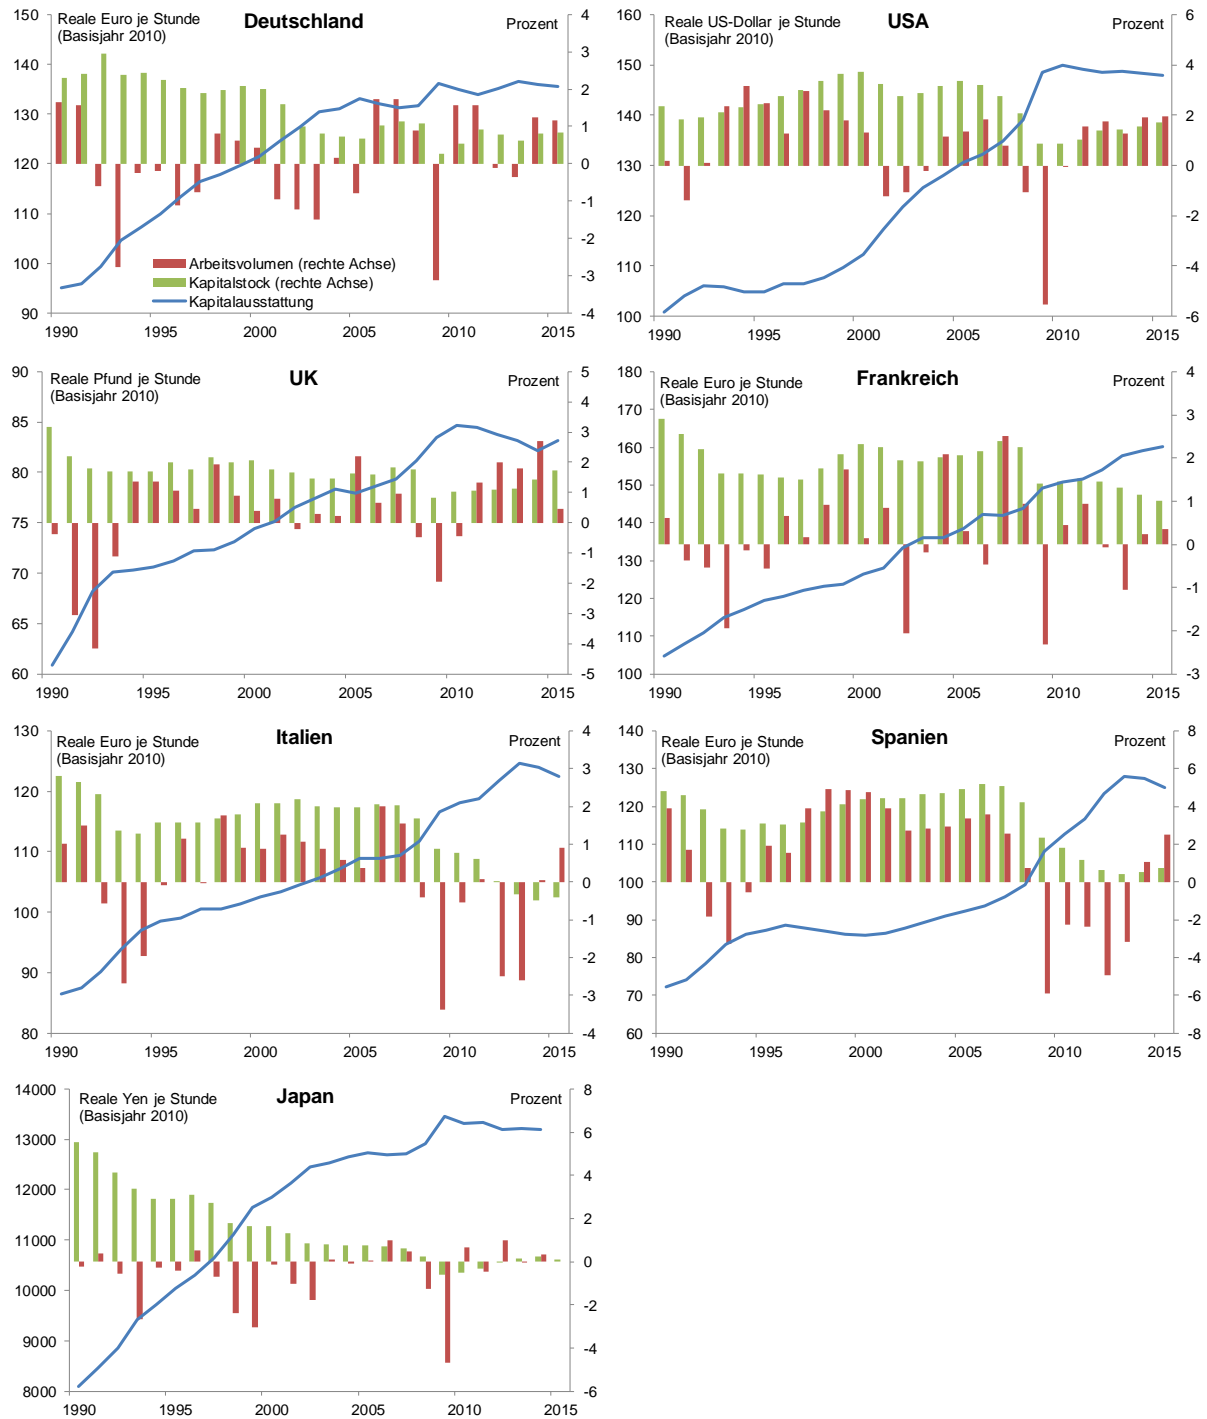 Deutschland
Reale Euro je Stunde
(Basisjahr 2010)
Prozent
140
130
120
110
100
90
4
3
2
1
0
-1
-2
-3
-4
Arbeitsvolumen (rechte Achse)
Kapitalstock (rechte Achse)
Kapitalausstattung
1990 1995 2000 2005 2010 2015
USA
Reale US-Dollar je Stunde
(Basisjahr 2010)
Prozent
160
150
140
130
120
110
100
6
4
2
0
-2
-4
-6
1990 1995 2000 2005 2010 2015
UK
Reale Pfund je Stunde
(Basisjahr 2010)
Prozent
90
85
80
75
70
65
60
5
4
3
2
1
0
-1
-2
-3
-4
-5
1990 1995 2000 2005 2010 2015
Frankreich
Reale Euro je Stunde
(Basisjahr 2010)
Prozent
180
170
160
150
140
130
120
110
100
4
3
2
1
0
-1
-2
-3
1990 1995 2000 2005 2010 2015
Italien
Reale Euro je Stunde
(Basisjahr 2010)
Prozent
130
120
110
100
90
80
4
3
2
1
0
-1
-2
-3
-4
1990 1995 2000 2005 2010 2015
Spanien
Reale Euro je Stunde
(Basisjahr 2010)
Prozent
140
130
120
110
100
90
80
70
60
8
6
4
2
0
-2
-4
-6
-8
1990 1995 2000 2005 2010 2015
Japan
Reale Yen je Stunde
(Basisjahr 2010)
Prozent
14000
13000
12000
11000
10000
9000
8000
8
6
4
2
0
-2
-4
-6
1990 1995 2000 2005 2010 2015